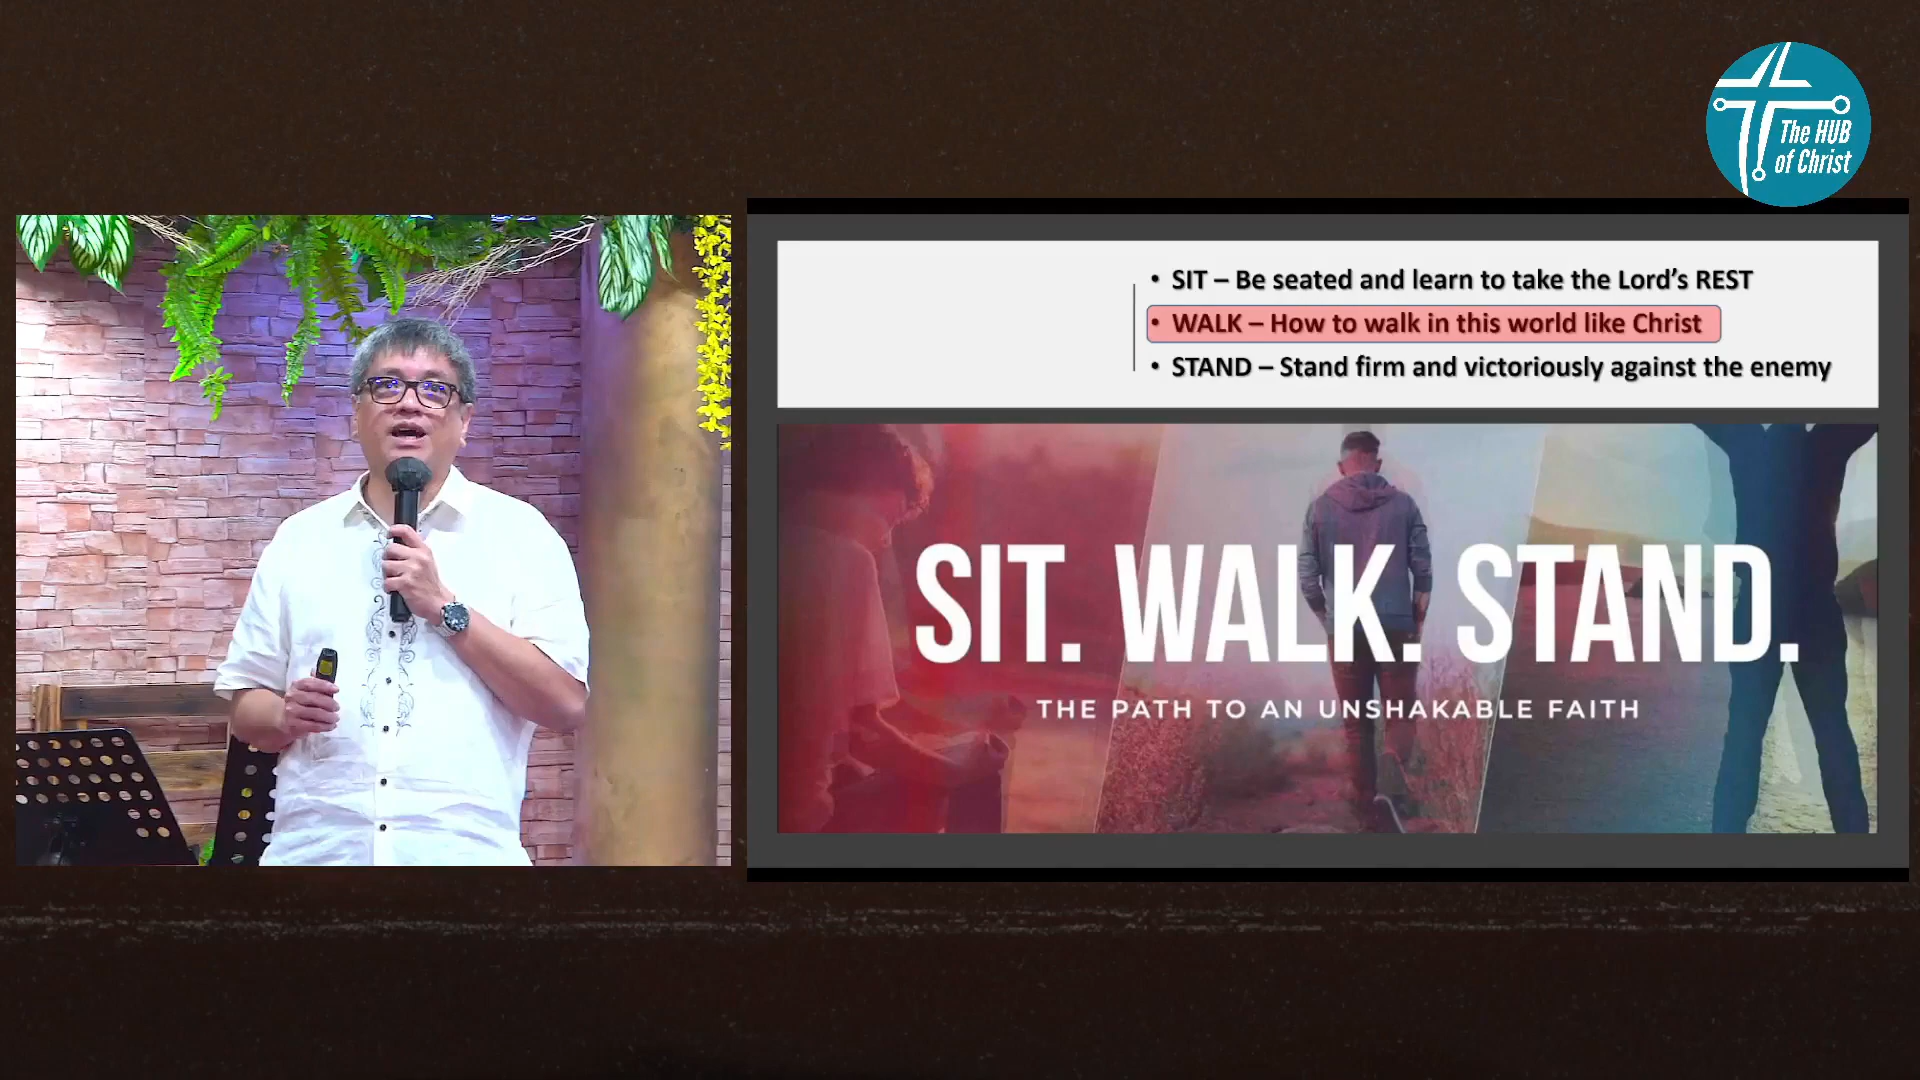 The HUB
of Christ
• SIT – Be seated and learn to take the Lord's REST
• WALK – How to walk in this world like Christ
• STAND – Stand firm and victoriously against the enemy
SIT. WALK. STAND.
THE PATH TO AN UNSHAKABLE FAITH